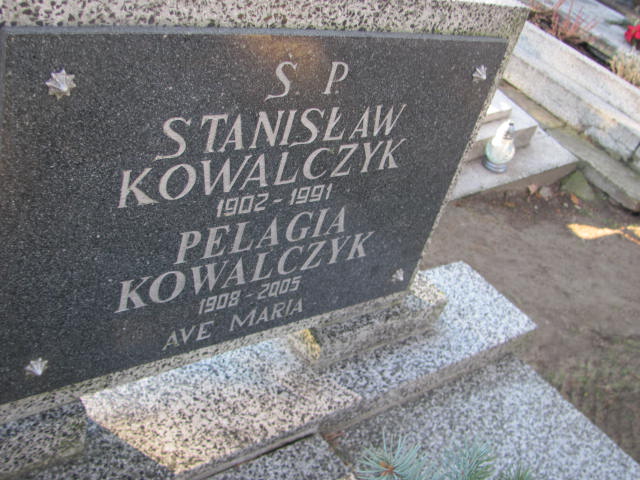 Ś. P.
STANISŁAW
KOWALCZYK
1902 - 1991
PELAGIA
KOWALCZYK
1908 - 2005
AVE MARIA